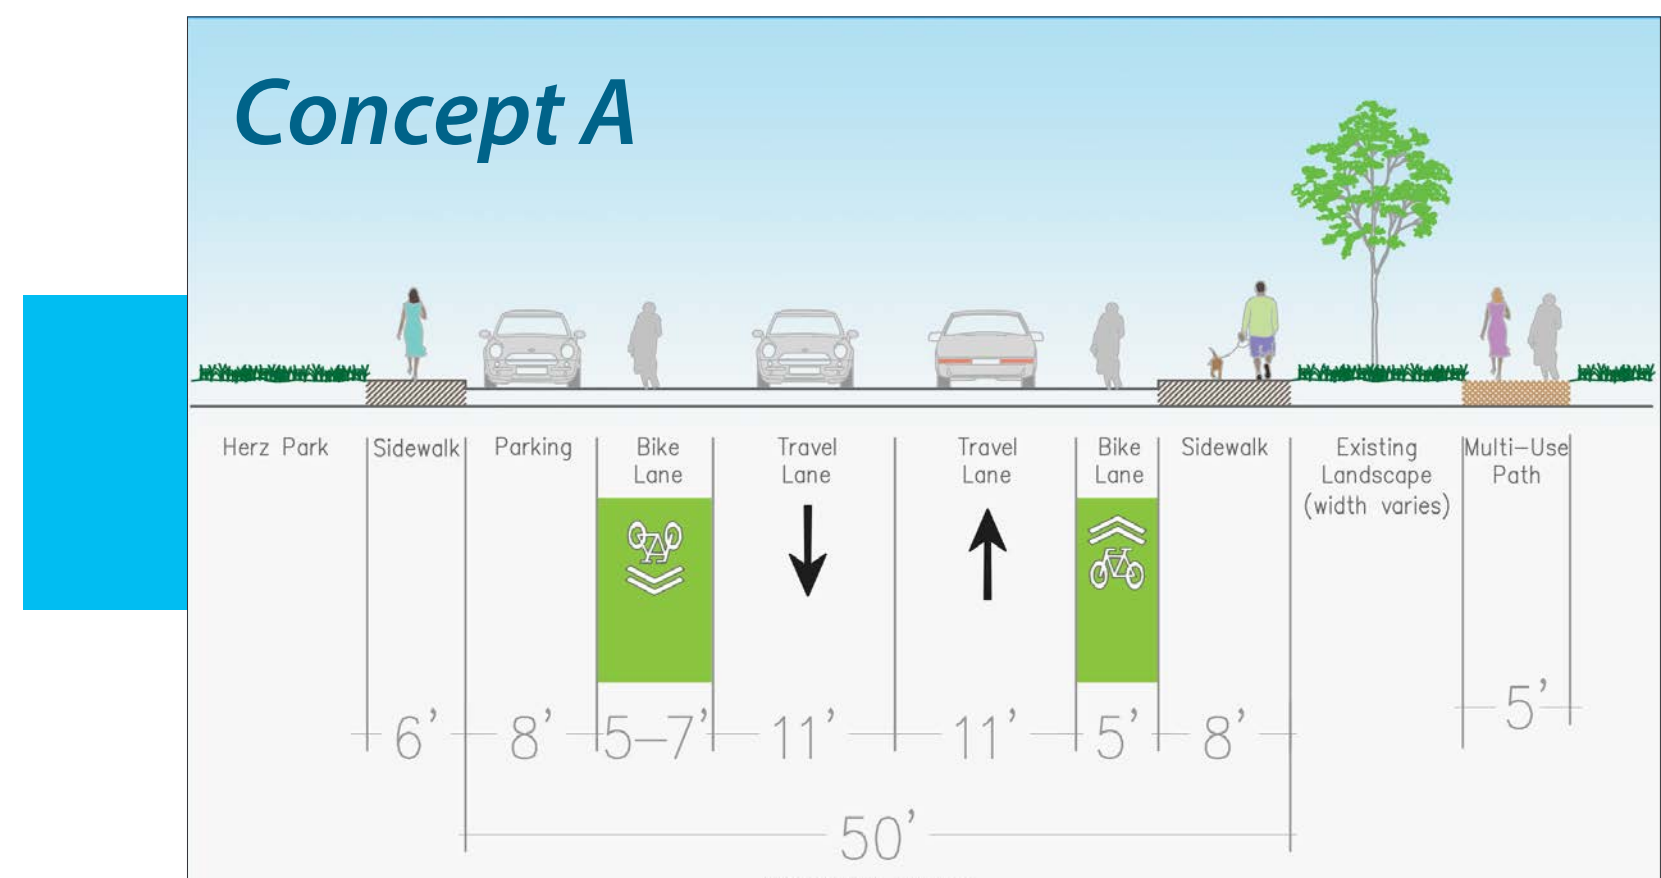 Concept A
Herz Park
Sidewalk
Parking
Bike
Lane
Travel
Lane
Travel
Lane
Bike
Lane
Sidewalk
Existing
Landscape
(width varies)
Multi-Use
Path
6'
8'
5-7'
11'
11'
5'
8'
5'
50'